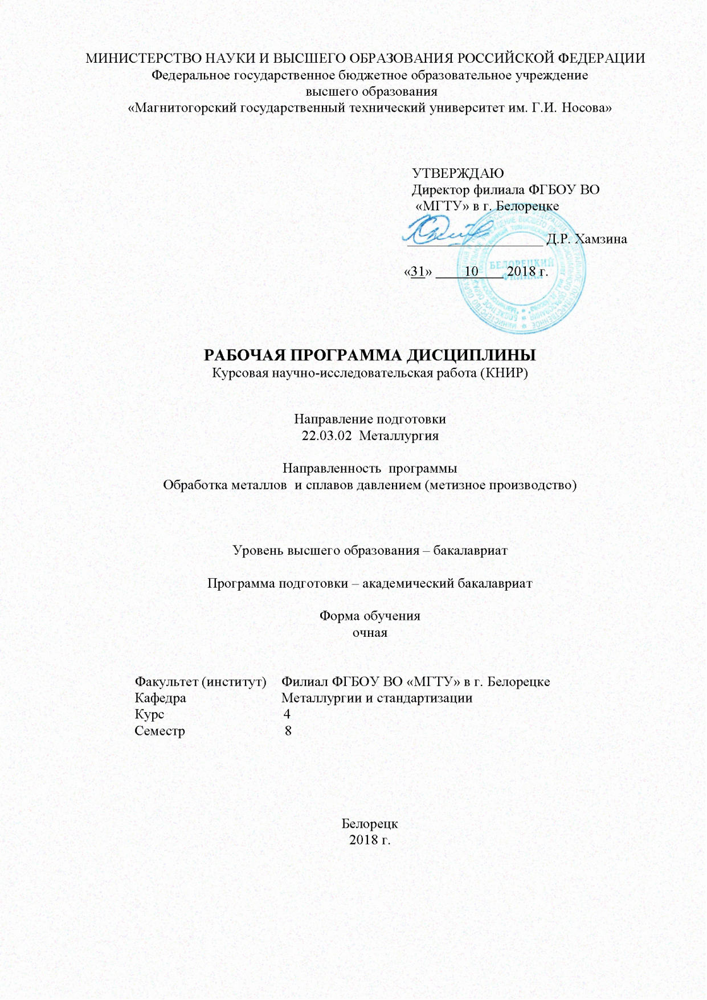 МИНИСТЕРСТВО НАУКИ И ВЫСШЕГО ОБРАЗОВАНИЯ РОССИЙСКОЙ ФЕДЕРАЦИИ
Федеральное государственное бюджетное образовательное учреждение
высшего образования
«Магнитогорский государственный технический университет им. Г.И. Носова»
УТВЕРЖДАЮ
Директор филиала ФГБОУ ВО
«МГТУ» в г. Белорецке
Д.Р. Хамзина
«31» 10 2018 г.
БЕЛОРЕЦКИЙ
ФИЛИАЛ
РАБОЧАЯ ПРОГРАММА ДИСЦИПЛИНЫ
Курсовая научно-исследовательская работа (КНИР)
Направление подготовки
22.03.02 Металлургия
Направленность программы
Обработка металлов и сплавов давлением (метизное производство)
Уровень высшего образования – бакалавриат
Программа подготовки – академический бакалавриат
Форма обучения
очная
Факультет (институт) Филиал ФГБОУ ВО «МГТУ» в г. Белорецке
Кафедра Металлургии и стандартизации
Курс 4
Семестр 8
Белорецк
2018 г.